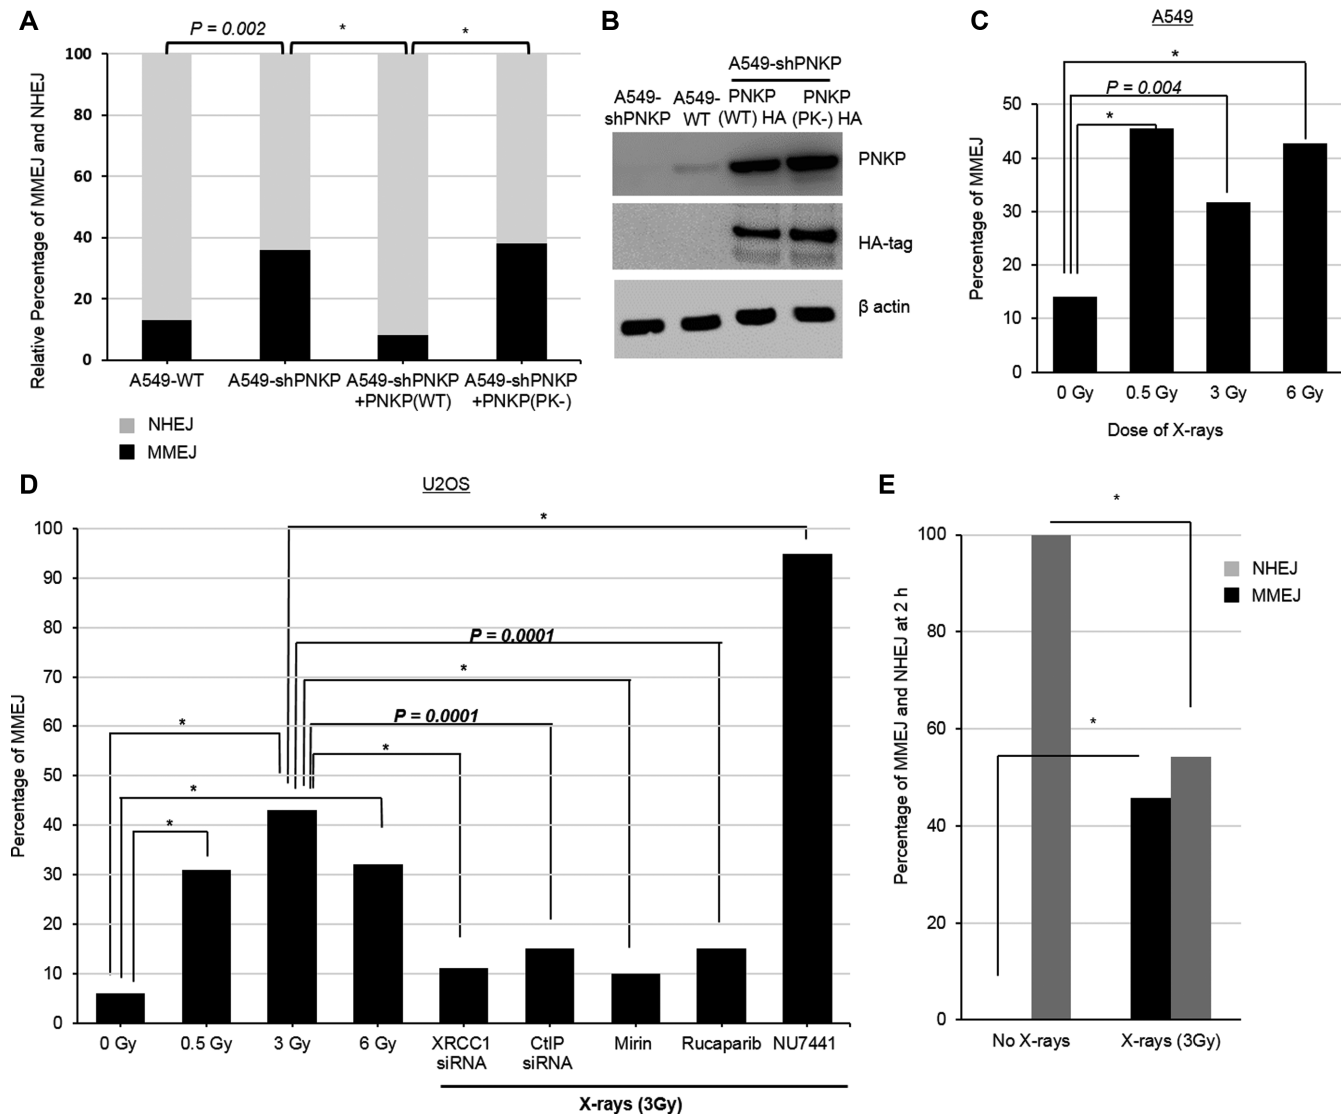 A
P = 0.002
*
*
Relative Percentage of MMEJ and NHEJ
100
80
60
40
20
0
A549-WT
A549-shPNKP
A549-shPNKP
+PNKP(WT)
A549-shPNKP
+PNKP(PK-)
NHEJ
MMEJ
B
A549-shPNKP
A549-
shPNKP
A549-
WT
PNKP
(WT) HA
PNKP
(PK-) HA
PNKP
HA-tag
β actin
C
A549
*
P = 0.004
*
Percentage of MMEJ
50
40
30
20
10
0
0 Gy
0.5 Gy
3 Gy
6 Gy
Dose of X-rays
D
U2OS
*
P = 0.0001
*
P = 0.0001
*
*
*
*
Percentage of MMEJ
100
90
80
70
60
50
40
30
20
10
0
0 Gy
0.5 Gy
3 Gy
6 Gy
XRCC1
siRNA
CtIP
siRNA
Mirin
Rucaparib
NU7441
X-rays (3Gy)
E
*
*
Percentage of MMEJ and NHEJ at 2 h
100
80
60
40
20
0
No X-rays
X-rays (3Gy)
NHEJ
MMEJ